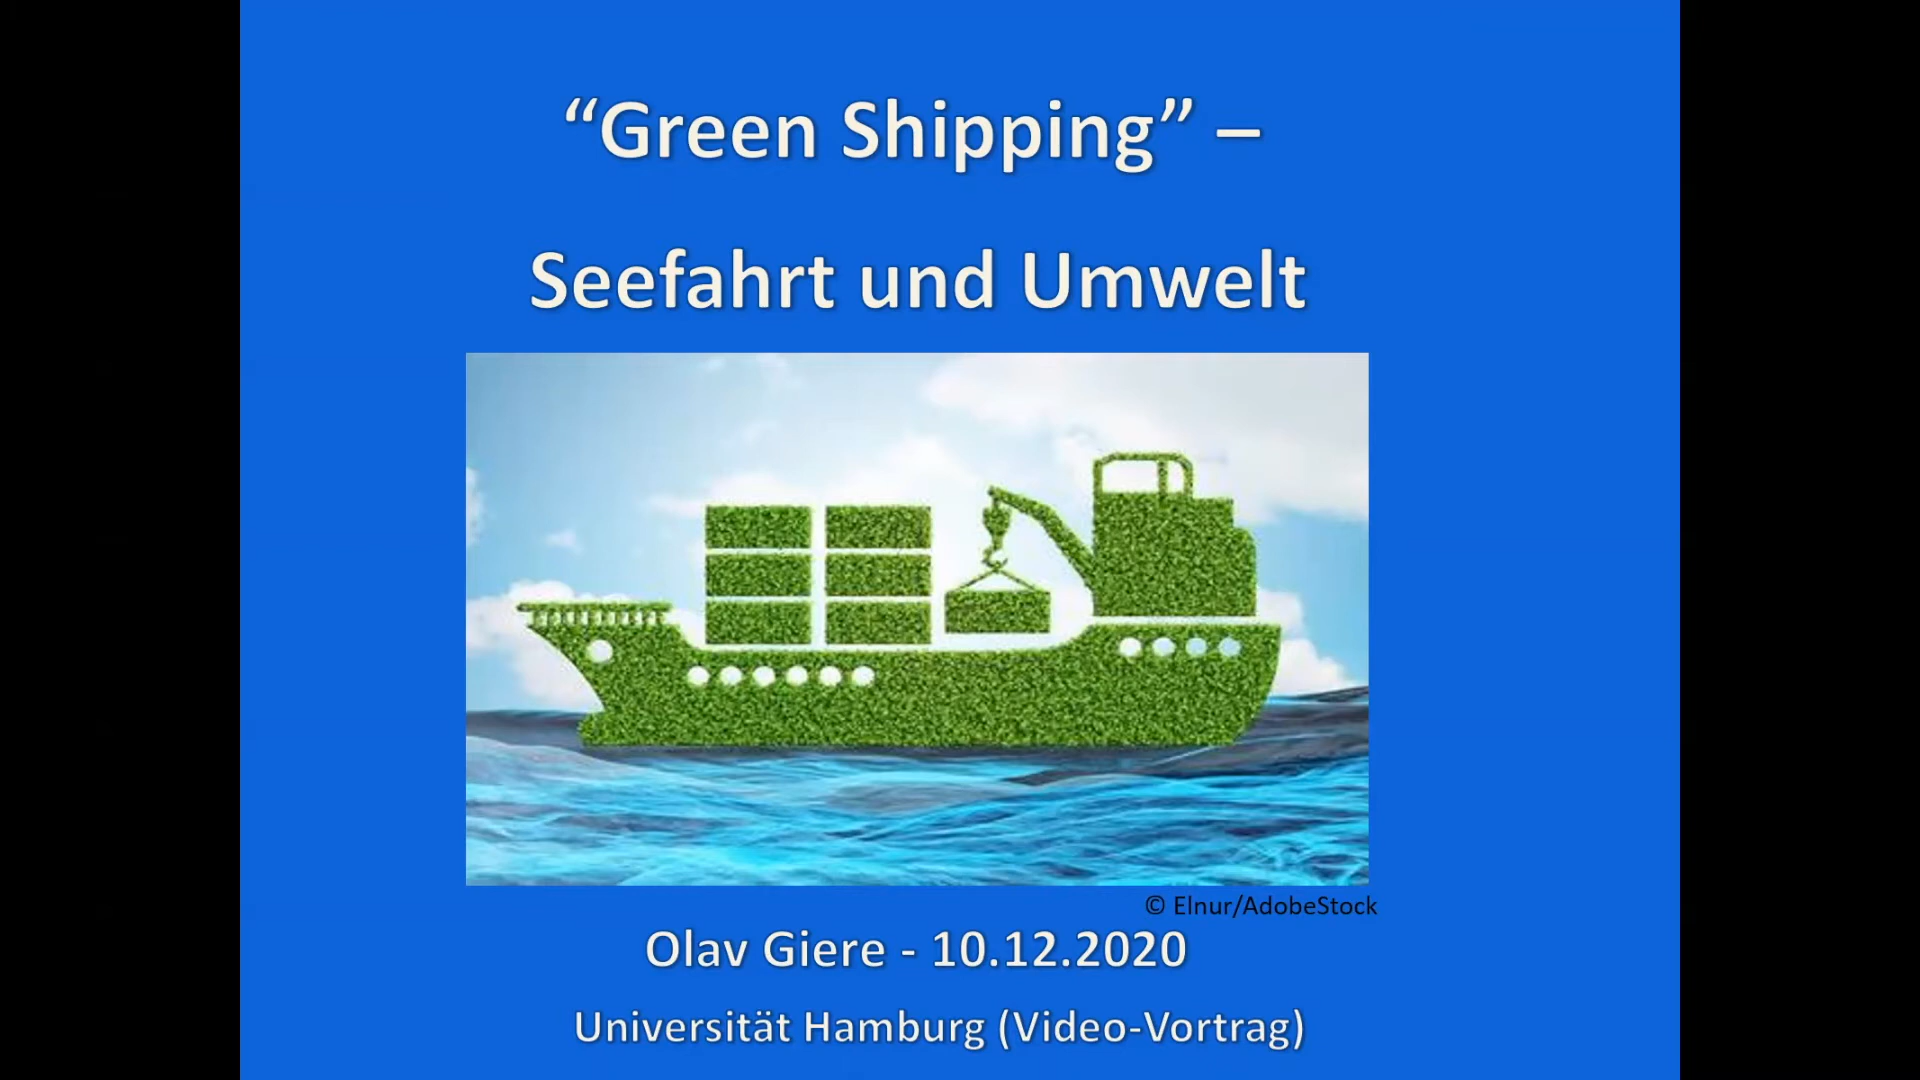 “Green Shipping” –
Seefahrt und Umwelt
© Elnur/AdobeStock
Olav Giere - 10.12.2020
Universität Hamburg (Video-Vortrag)